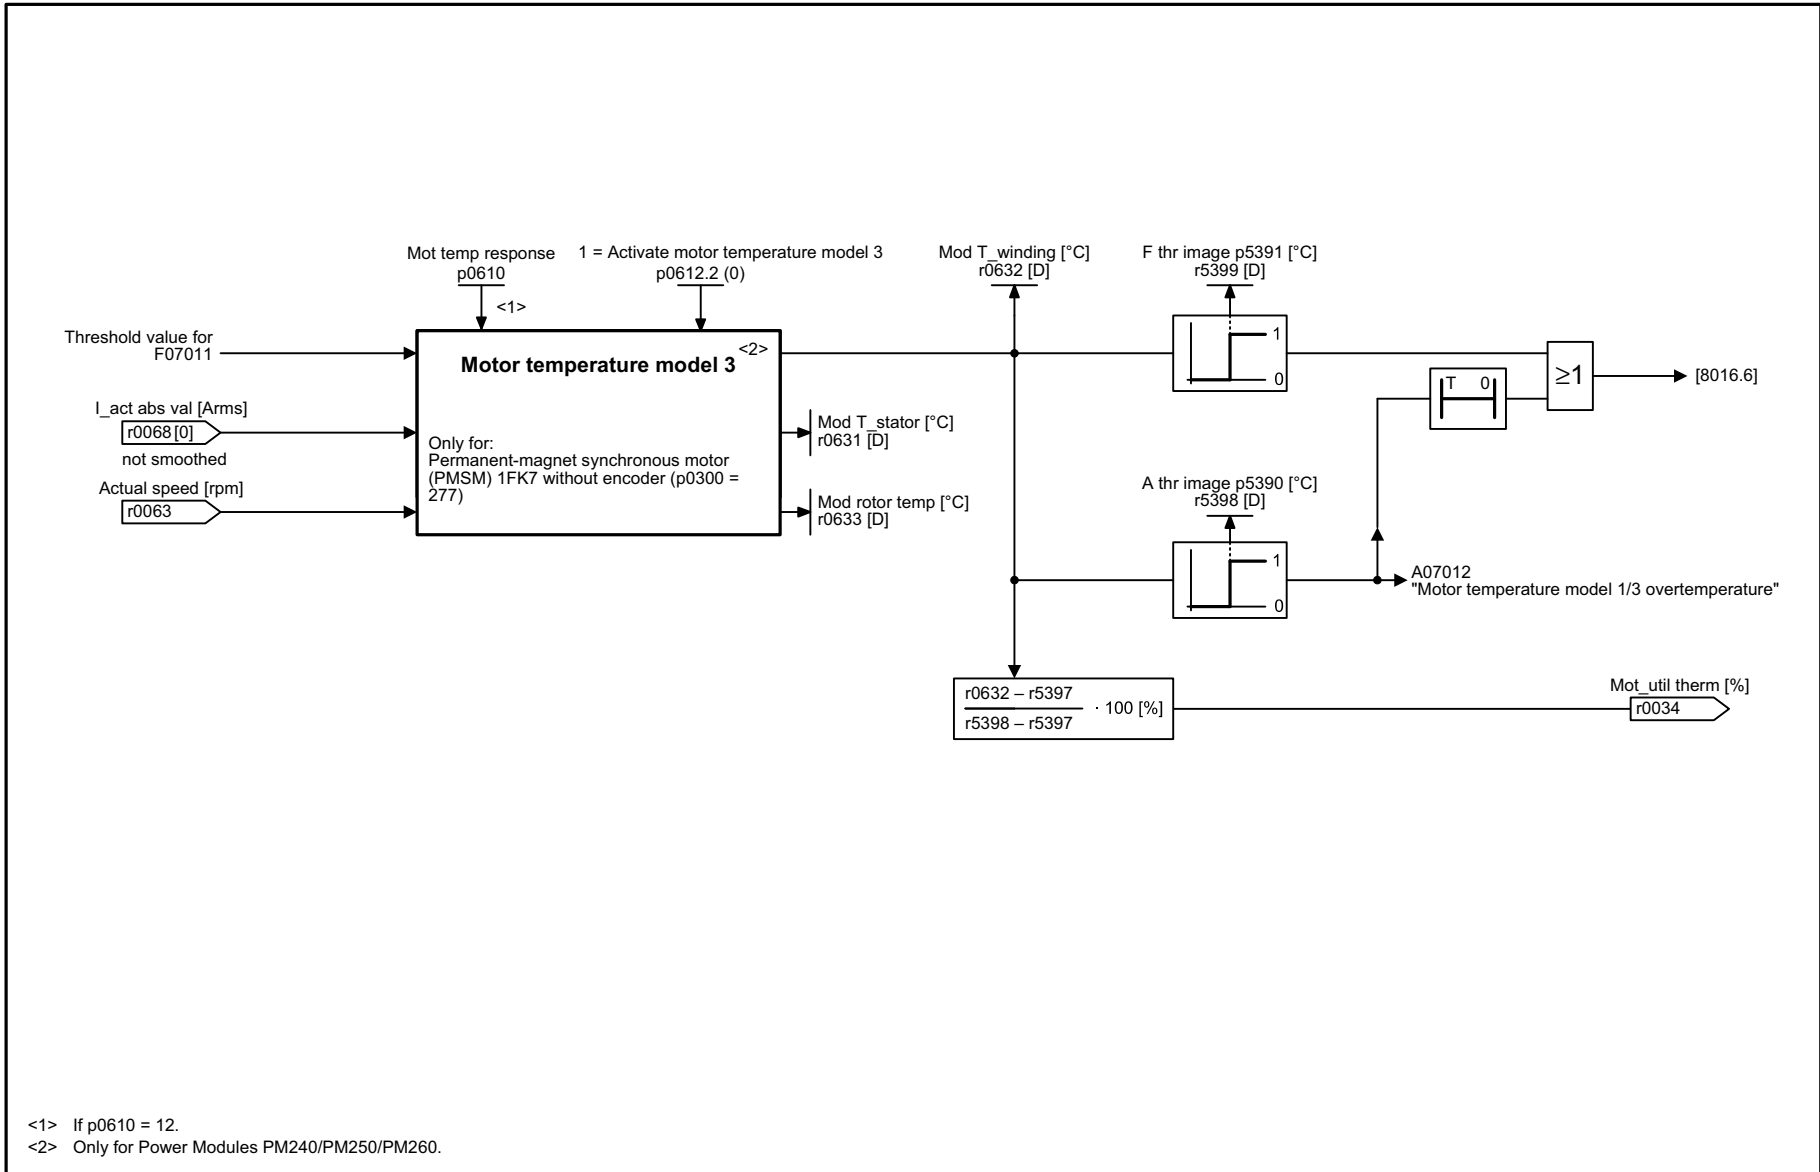 Mot temp response
p0610
<1>
1 = Activate motor temperature model 3
p0612.2 (0)
Mod T_winding [°C]
r0632 [D]
F thr image p5391 [°C]
r5399 [D]
Threshold value for
F07011
I_act abs val [Arms]
r0068 [0]
not smoothed
Actual speed [rpm]
r0063
Motor temperature model 3
<2>
Only for:
Permanent-magnet synchronous motor
(PMSM) 1FK7 without encoder (p0300 =
277)
Mod T_stator [°C]
r0631 [D]
Mod rotor temp [°C]
r0633 [D]
1
0
T 0
≥1
[8016.6]
A thr image p5390 [°C]
r5398 [D]
1
0
A07012
"Motor temperature model 1/3 overtemperature"
r0632 – r5397
r5398 – r5397
· 100 [%]
Mot_util therm [%]
r0034
<1> If p0610 = 12.
<2> Only for Power Modules PM240/PM250/PM260.